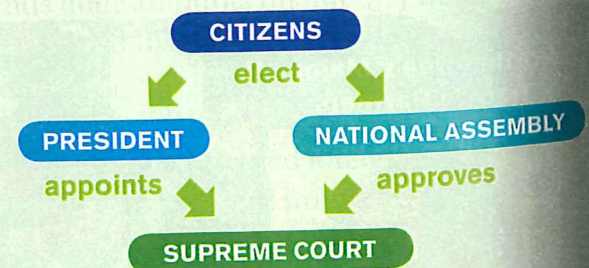 CITIZENS
elect
PRESIDENT
NATIONAL ASSEMBLY
appoints
approves
SUPREME COURT